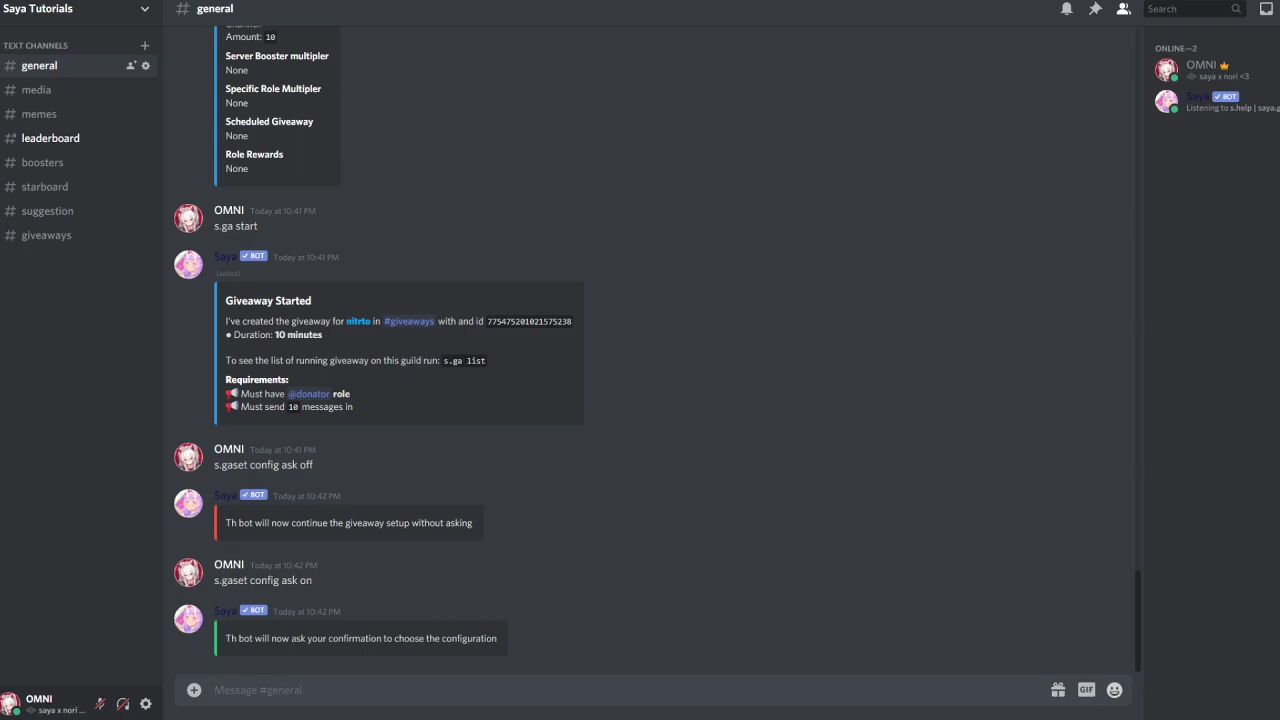 Saya Tutorials
general
Search
TEXT CHANNELS
general
media
memes
leaderboard
boosters
starboard
suggestion
giveaways
Amount: 10
Server Booster multipler
None
Specific Role Multipler
None
Scheduled Giveaway
None
Role Rewards
None
OMNI Today at 10:41 PM
s.ga start
Saya BOT Today at 10:41 PM
(edited)
Giveaway Started
I've created the giveaway for nitrto in #giveaways with and id 775475201021575238
● Duration: 10 minutes
To see the list of running giveaway on this guild run: s.ga list
Requirements:
Must have @donator role
Must send 10 messages in
OMNI Today at 10:41 PM
s.gaset config ask off
Saya BOT Today at 10:42 PM
Th bot will now continue the giveaway setup without asking
OMNI Today at 10:42 PM
s.gaset config ask on
Saya BOT Today at 10:42 PM
Th bot will now ask your confirmation to choose the configuration
Message #general
GIF
OMNI
saya x nori ...
ONLINE—2
OMNI
saya x nori <3
Saya BOT
Listening to s.help | saya.g